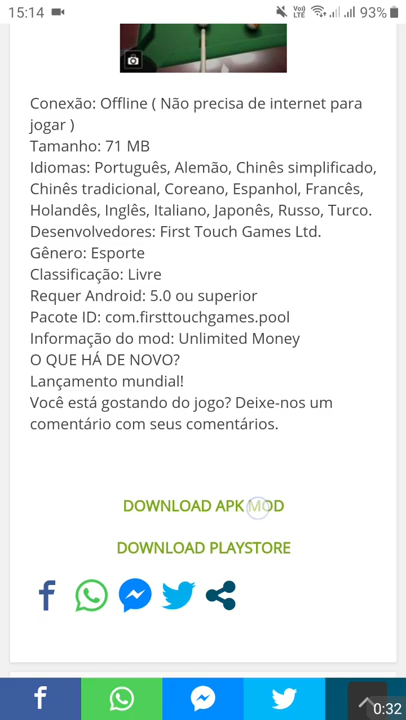 15:14
Vo)) LTE 93%
Conexão: Offline ( Não precisa de internet para
jogar )
Tamanho: 71 MB
Idiomas: Português, Alemão, Chinês simplificado,
Chinês tradicional, Coreano, Espanhol, Francês,
Holandês, Inglês, Italiano, Japonês, Russo, Turco.
Desenvolvedores: First Touch Games Ltd.
Gênero: Esporte
Classificação: Livre
Requer Android: 5.0 ou superior
Pacote ID: com.firsttouchgames.pool
Informação do mod: Unlimited Money
O QUE HÁ DE NOVO?
Lançamento mundial!
Você está gostando do jogo? Deixe-nos um
comentário com seus comentários.
DOWNLOAD APK MOD
DOWNLOAD PLAYSTORE
0:32